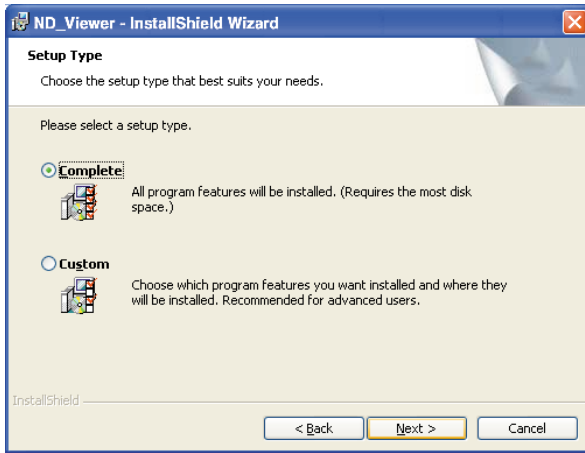 ND_Viewer - InstallShield Wizard
Setup Type
Choose the setup type that best suits your needs.
Please select a setup type.
Complete
All program features will be installed. (Requires the most disk
space.)
Custom
Choose which program features you want installed and where they
will be installed. Recommended for advanced users.
InstallShield
< Back Next > Cancel